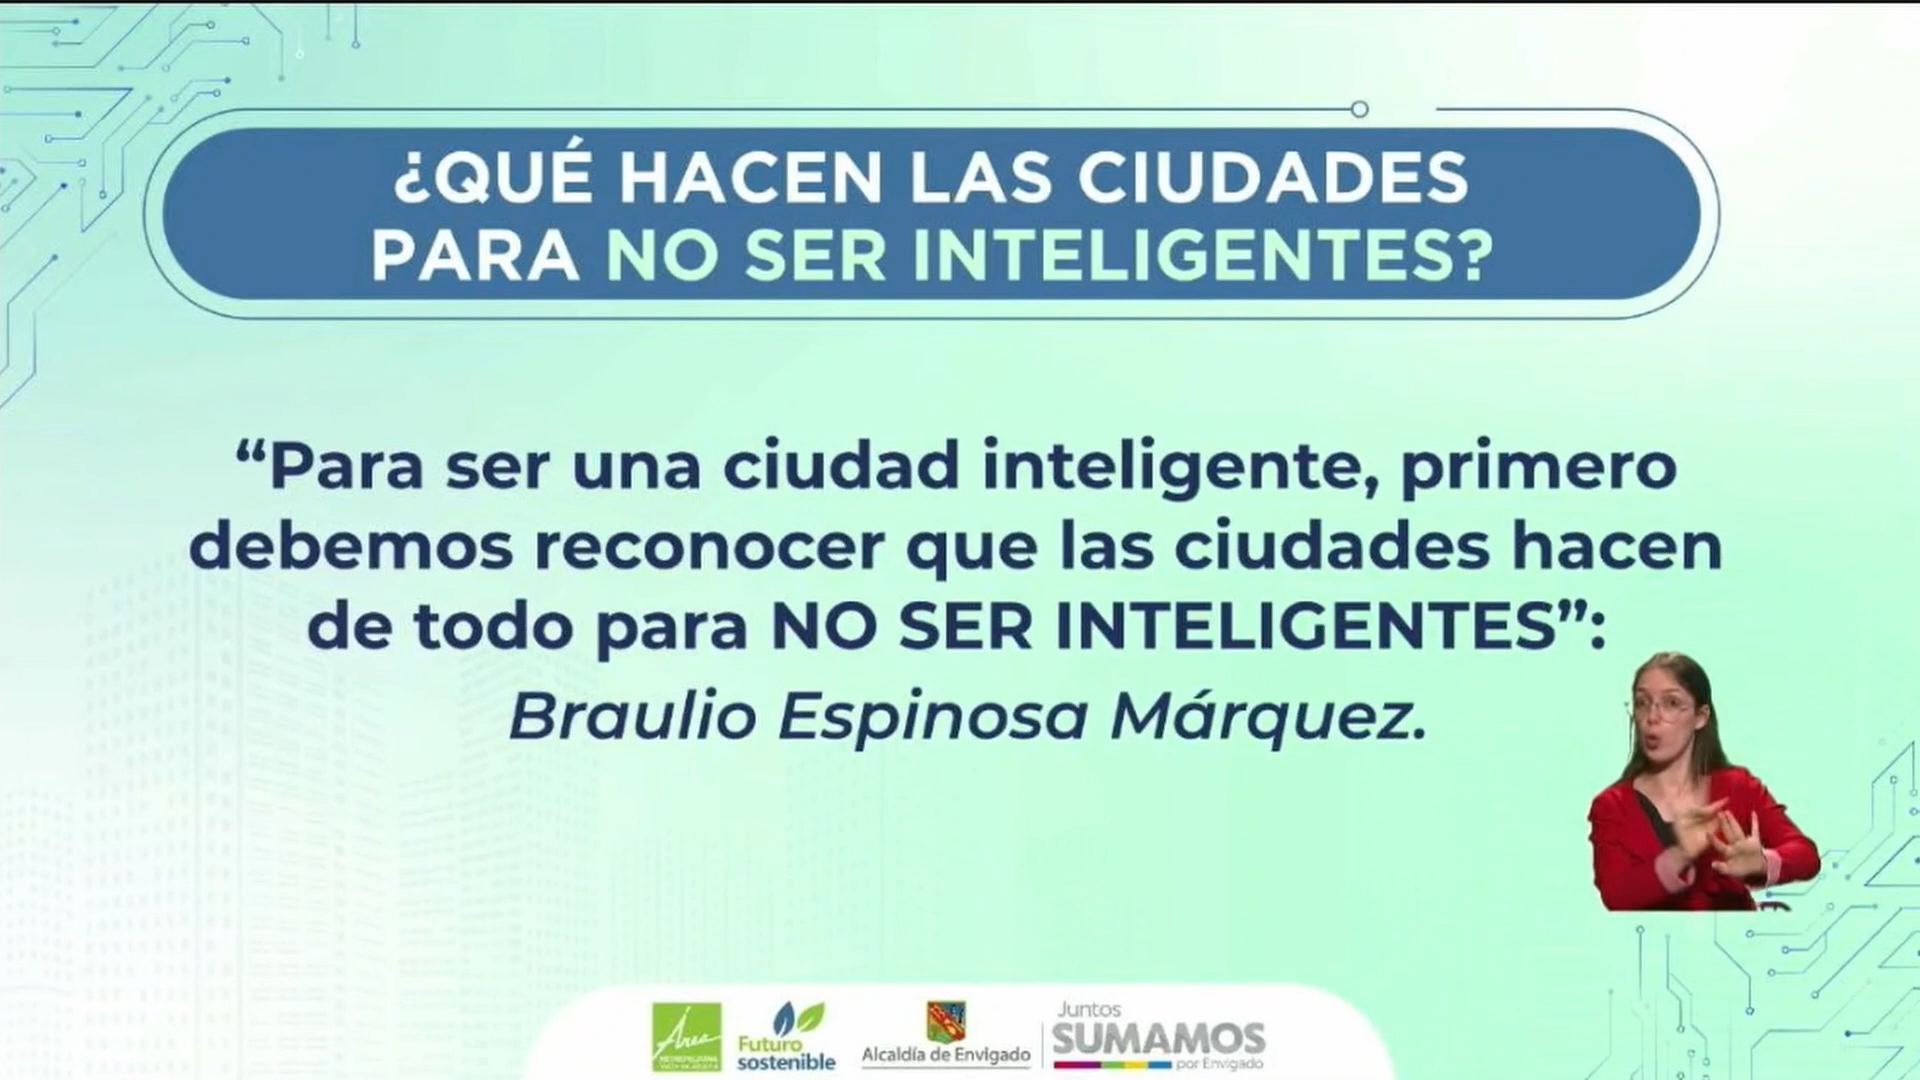 ¿QUÉ HACEN LAS CIUDADES
PARA NO SER INTELIGENTES?
“Para ser una ciudad inteligente, primero
debemos reconocer que las ciudades hacen
de todo para NO SER INTELIGENTES”:
Braulio Espinosa Márquez.
Área
METROPOLITANA
Futuro
sostenible
Alcaldía de Envigado
Juntos
SUMAMOS
por Envigado